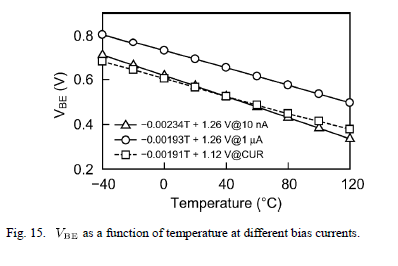 0.8
0.6
0.4
0.2
VBE (V)
−0.00234T + 1.26 V@10 nA
−0.00193T + 1.26 V@1 μA
−0.00191T + 1.12 V@CUR
−40 0 40 80 120
Temperature (°C)
Fig. 15. VBE as a function of temperature at different bias currents.